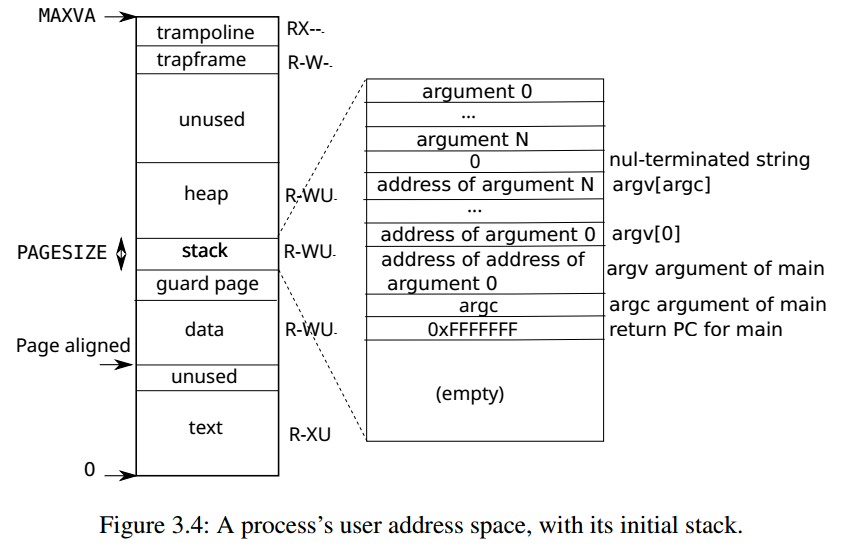 MAXVA
trampoline RX--
trapframe R-W-
unused
heap R-WU
PAGESIZE stack R-WU
guard page
data R-WU
Page aligned
unused
text R-XU
0
argument 0
...
argument N
0 nul-terminated string
address of argument N argv[argc]
...
address of argument 0 argv[0]
address of address of
argument 0
argv argument of main
argc argc argument of main
0xFFFFFFF return PC for main
(empty)
Figure 3.4: A process's user address space, with its initial stack.